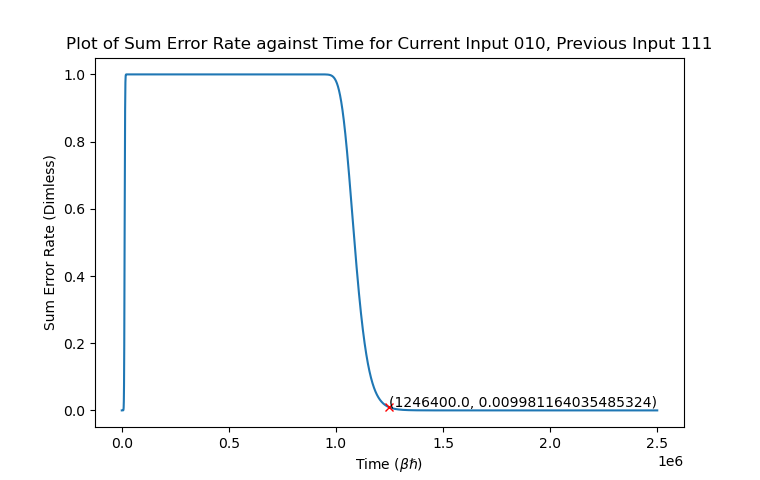 Plot of Sum Error Rate against Time for Current Input 010, Previous Input 111
Sum Error Rate (Dimless)
1.0
0.8
0.6
0.4
0.2
0.0
(1246400.0, 0.009981164035485324)
0.0 0.5 1.0 1.5 2.0 2.5
1e6
Time (βħ)